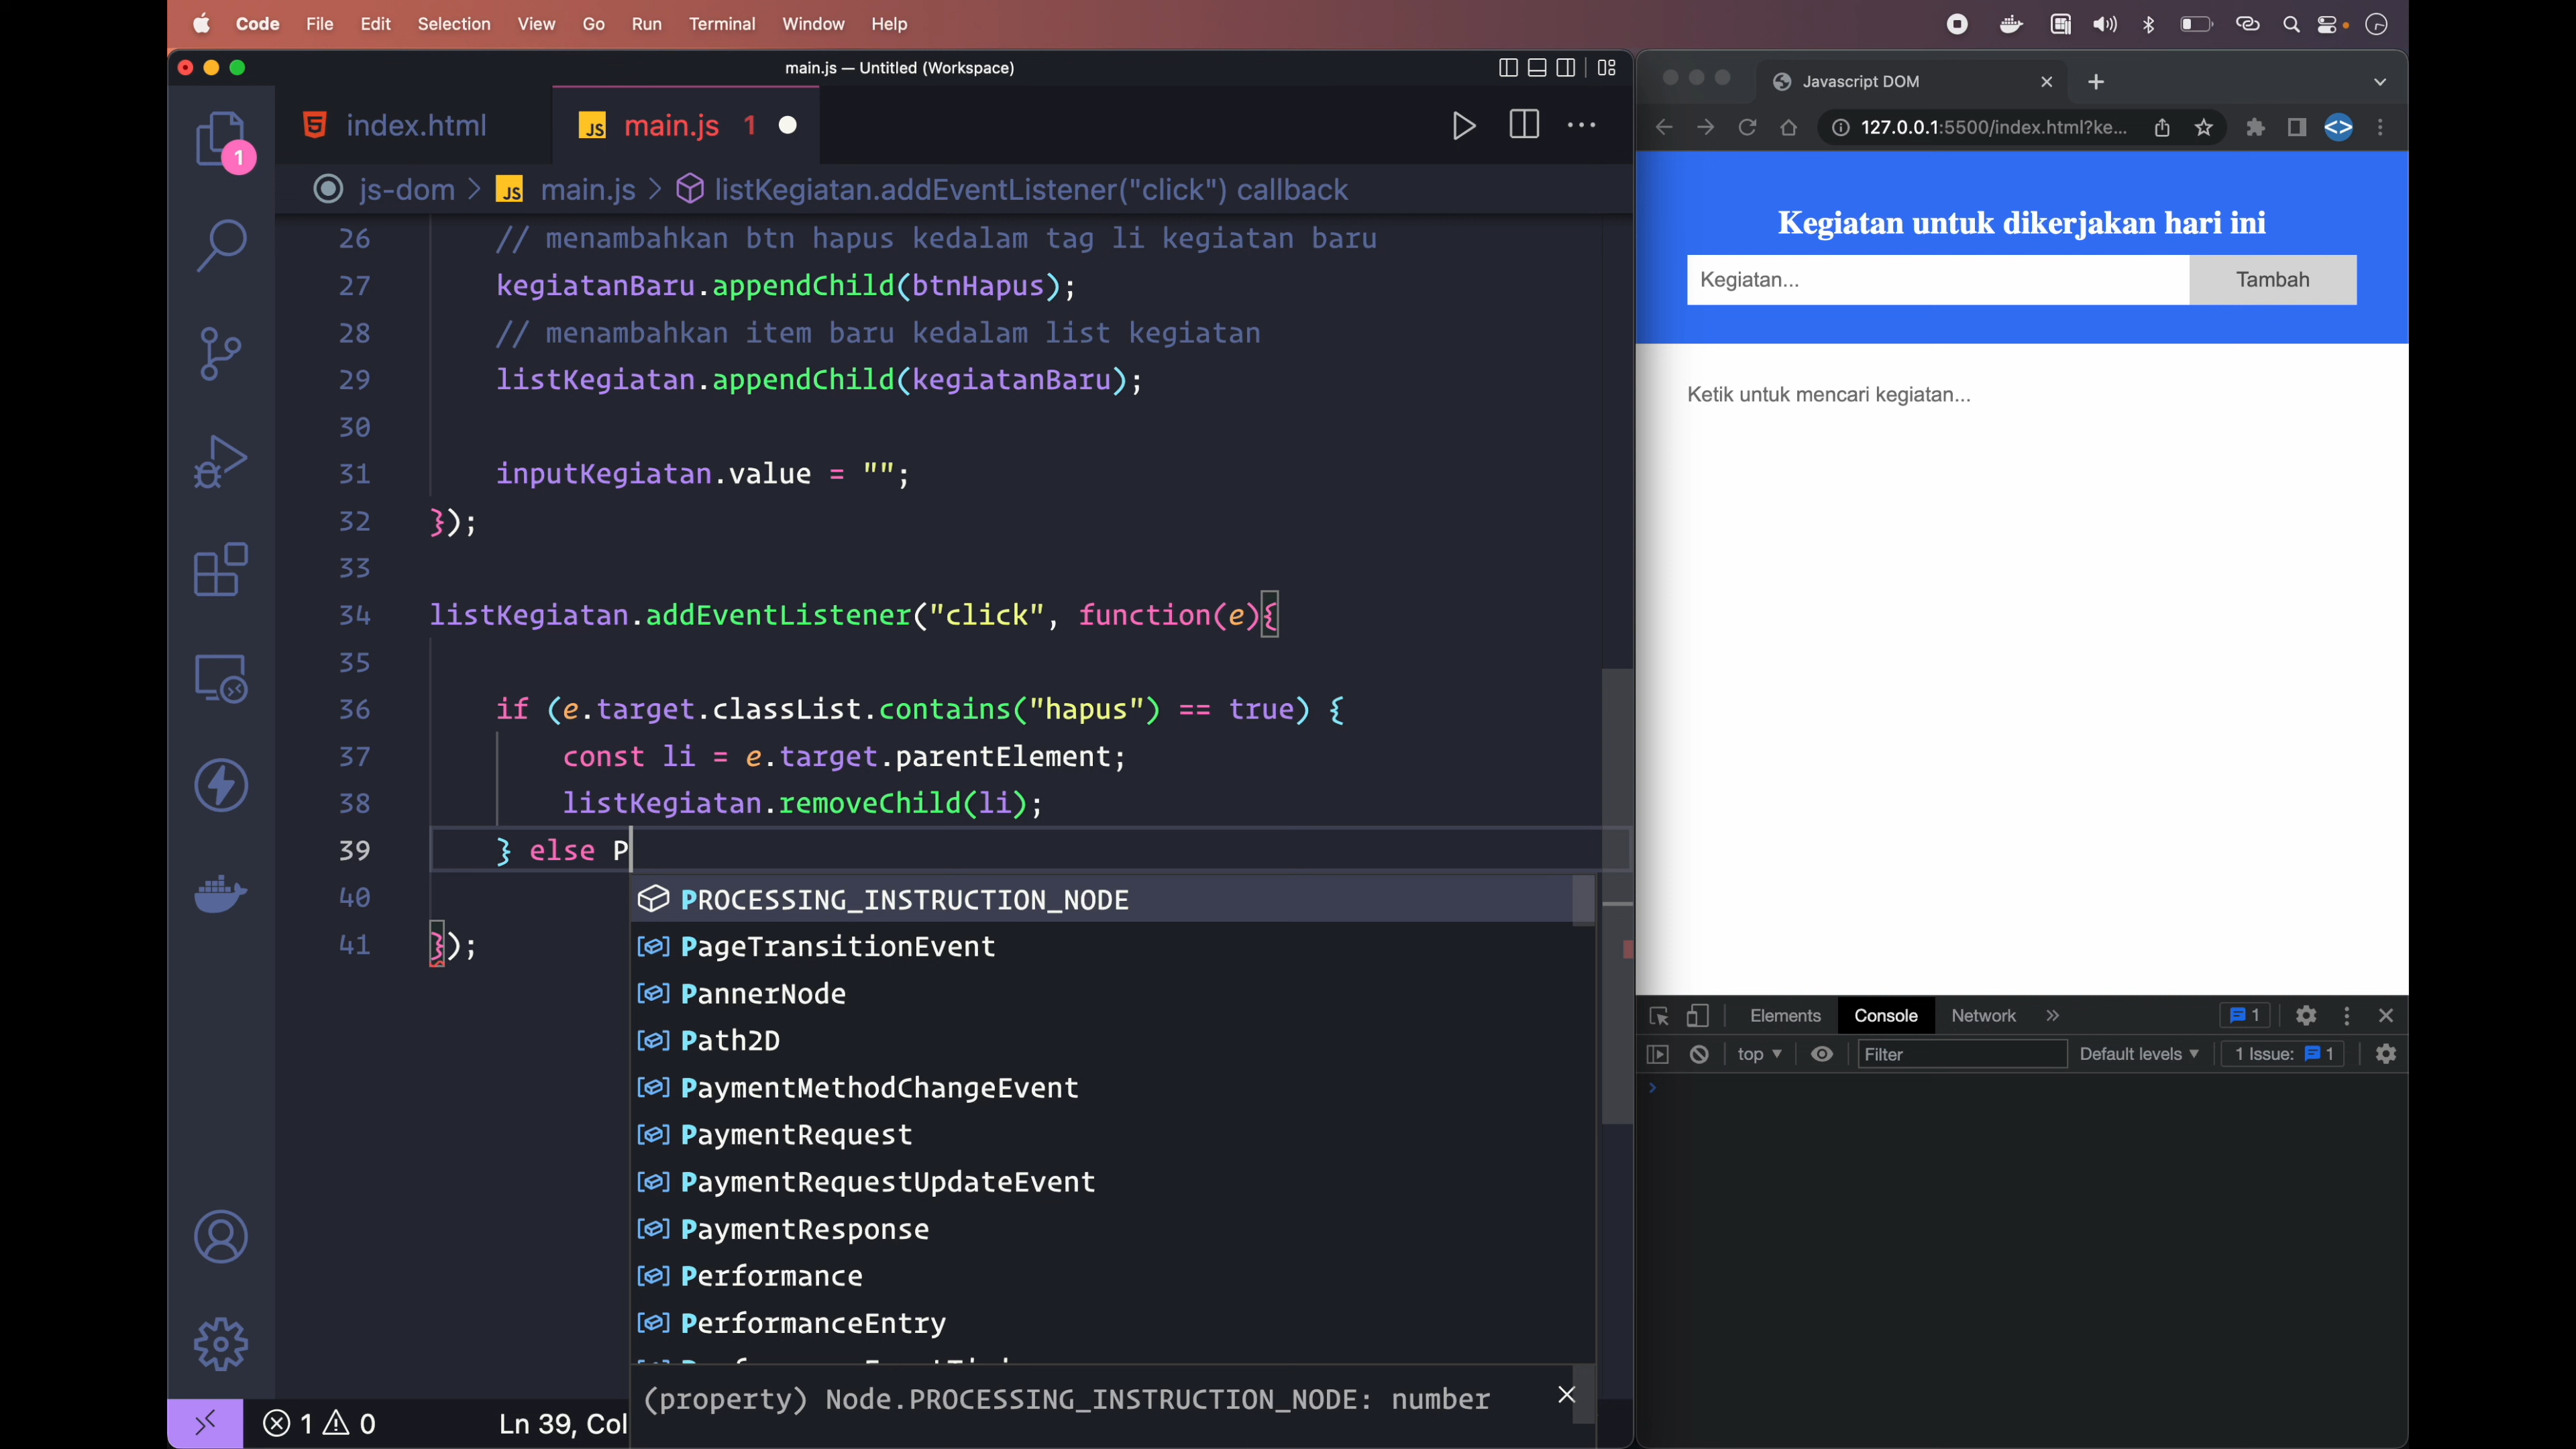 Code File Edit Selection View Go Run Terminal Window Help
main.js — Untitled (Workspace)
index.html
JS main.js 1
js-dom > JS main.js > listKegiatan.addEventListener("click") callback
26 // menambahkan btn hapus kedalam tag li kegiatan baru
27 kegiatanBaru.appendChild(btnHapus);
28 // menambahkan item baru kedalam list kegiatan
29 listKegiatan.appendChild(kegiatanBaru);
30
31 inputKegiatan.value = "";
32 });
33
34 listKegiatan.addEventListener("click", function(e){
35
36 if (e.target.classList.contains("hapus") == true) {
37 const li = e.target.parentElement;
38 listKegiatan.removeChild(li);
39 } else P
40
41 });
PROCESSING_INSTRUCTION_NODE
PageTransitionEvent
PannerNode
Path2D
PaymentMethodChangeEvent
PaymentRequest
PaymentRequestUpdateEvent
PaymentResponse
Performance
PerformanceEntry
(property) Node.PROCESSING_INSTRUCTION_NODE: number
1
1 0 Ln 39, Col
Javascript DOM
127.0.0.1:5500/index.html?ke...
Kegiatan untuk dikerjakan hari ini
Kegiatan... Tambah
Ketik untuk mencari kegiatan...
Elements Console Network » 1
top Filter Default levels 1 Issue: 1